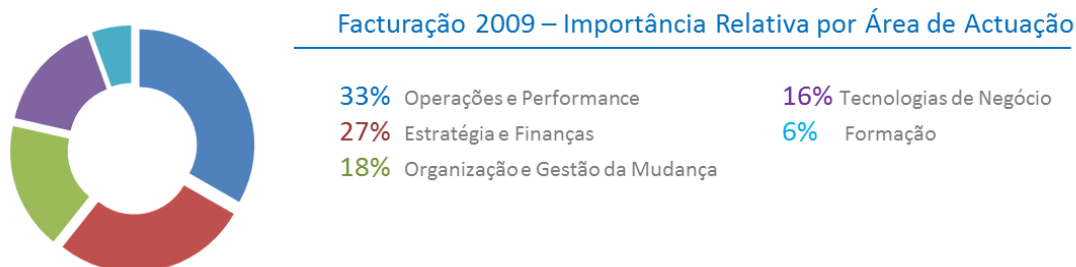 Facturação 2009 – Importância Relativa por Área de Actuação
33% Operações e Performance
27% Estratégia e Finanças
18% Organização e Gestão da Mudança
16% Tecnologias de Negócio
6% Formação